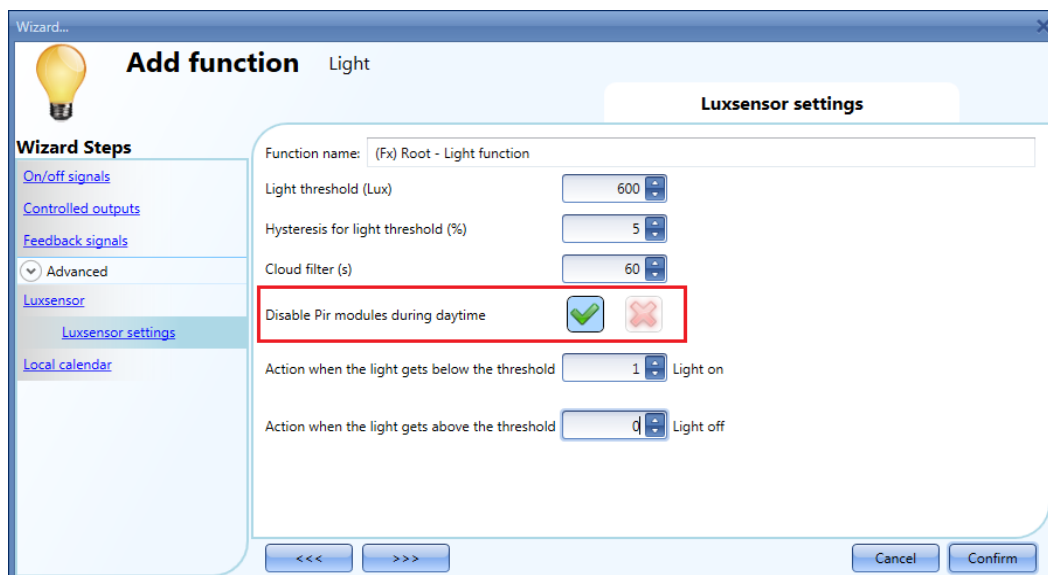 Wizard...
Add function Light
Luxsensor settings
Wizard Steps
On/off signals
Controlled outputs
Feedback signals
Advanced
Luxsensor
Luxsensor settings
Local calendar
Function name: (Fx) Root - Light function
Light threshold (Lux) 600
Hysteresis for light threshold (%) 5
Cloud filter (s) 60
Disable Pir modules during daytime
Action when the light gets below the threshold 1 Light on
Action when the light gets above the threshold 0 Light off
<<< >>> Cancel Confirm